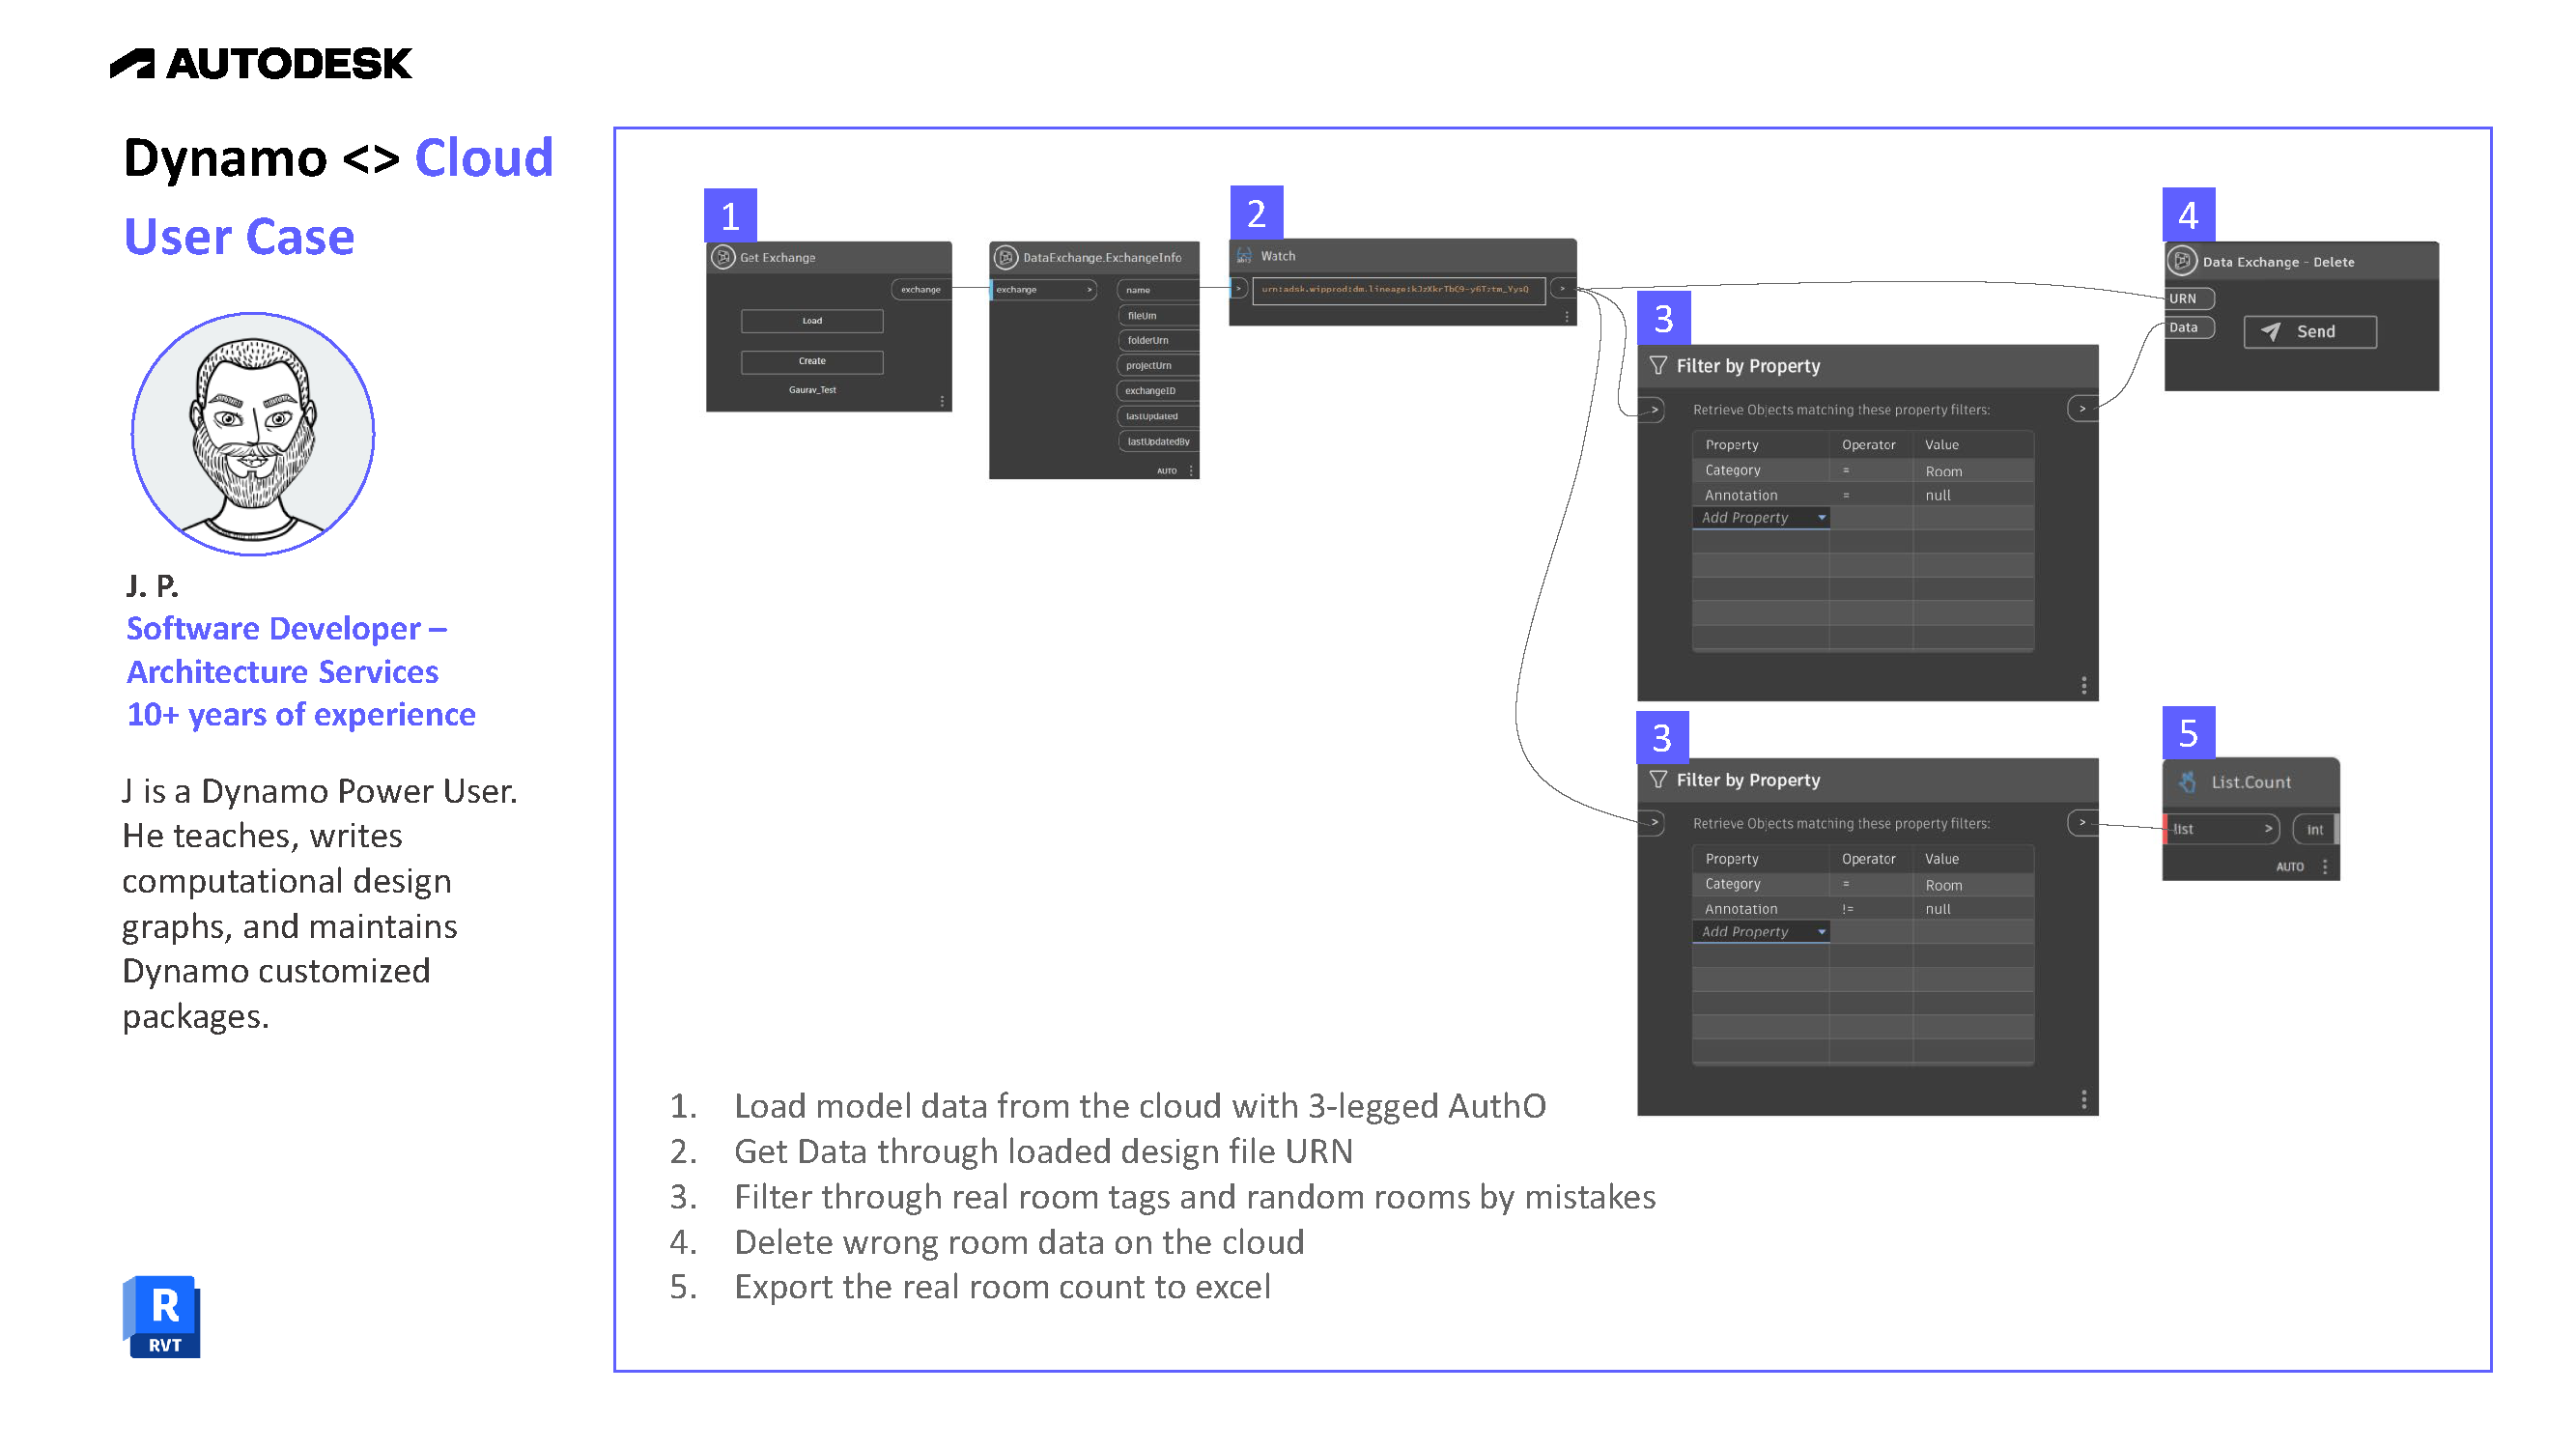 AUTODESK
Dynamo <> Cloud
User Case
J. P.
Software Developer –
Architecture Services
10+ years of experience
J is a Dynamo Power User.
He teaches, writes
computational design
graphs, and maintains
Dynamo customized
packages.
R
RVT
1
Get Exchange
exchange
Load
Create
Gaurav_Test
DataExchange.ExchangeInfo
exchange >
name
fileUrn
folderUrn
projectUrn
exchangeID
lastUpdated
lastUpdatedBy
AUTO
2
Watch
>
>
3
Filter by Property
>
Retrieve Objects matching these property filters:
>
Property Operator Value
Category = Room
Annotation = null
Add Property
4
Data Exchange - Delete
URN
Data
Send
3
Filter by Property
>
Retrieve Objects matching these property filters:
>
Property Operator Value
Category = Room
Annotation != null
Add Property
5
List.Count
list > int
AUTO
1. Load model data from the cloud with 3-legged AuthO
2. Get Data through loaded design file URN
3. Filter through real room tags and random rooms by mistakes
4. Delete wrong room data on the cloud
5. Export the real room count to excel